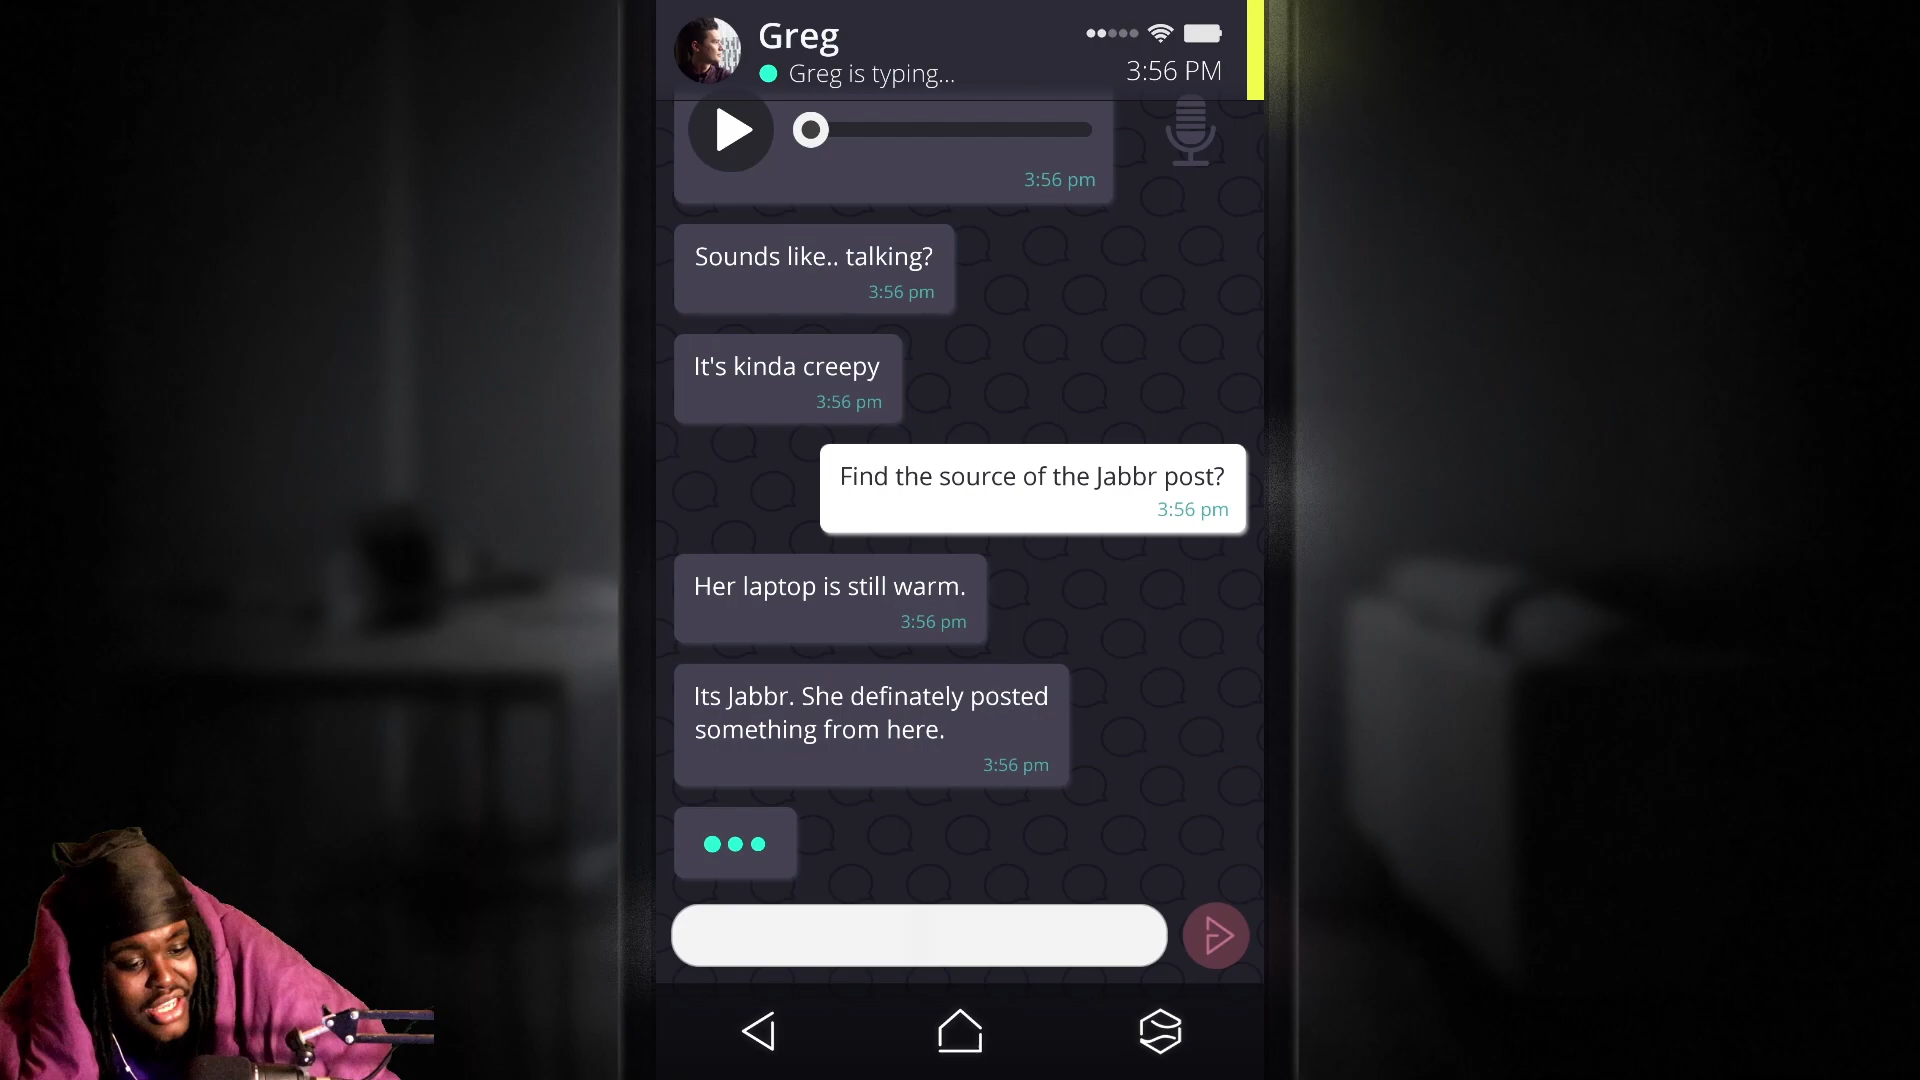 Greg
Greg is typing...
3:56 PM
3:56 pm
Sounds like.. talking?
3:56 pm
It's kinda creepy
3:56 pm
Find the source of the Jabbr post?
3:56 pm
Her laptop is still warm.
3:56 pm
Its Jabbr. She definately posted
something from here.
3:56 pm